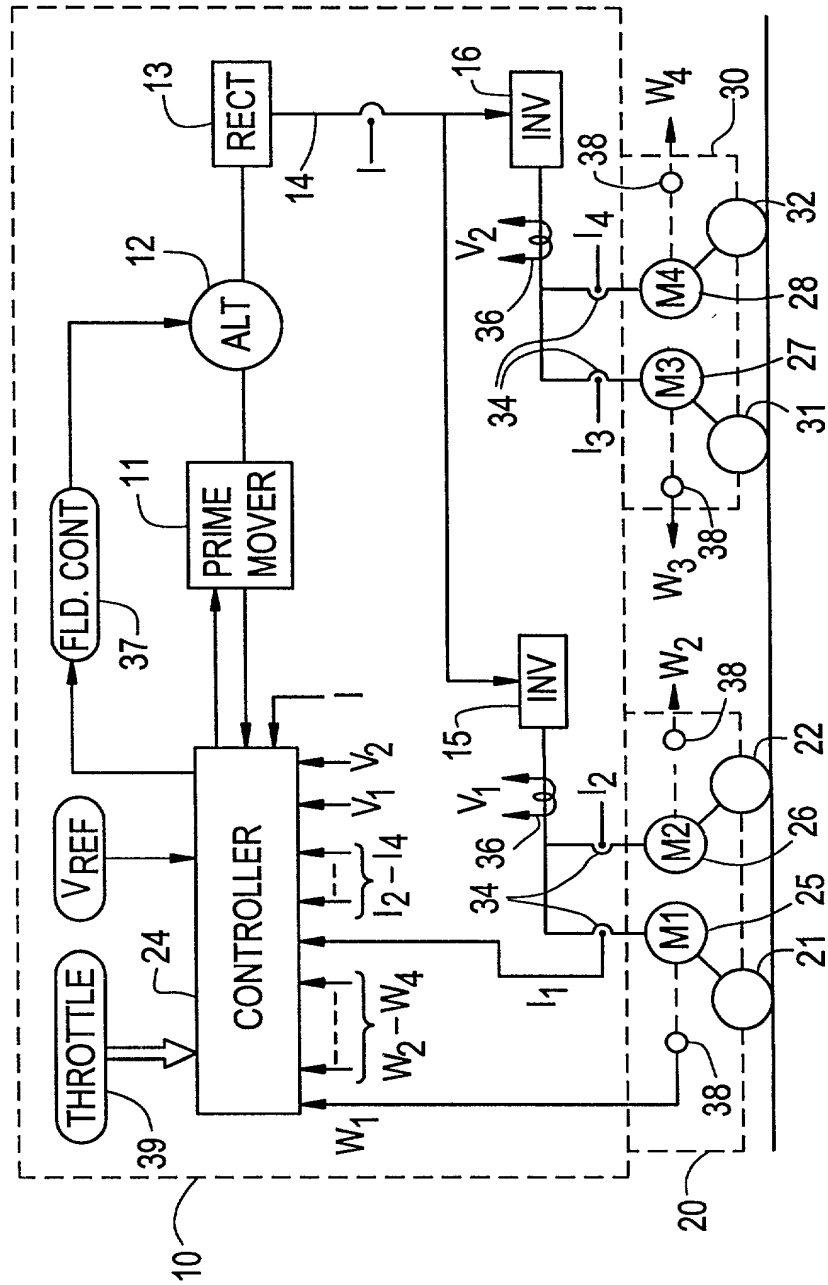 THROTTLE
39
V REF
FLD. CONT
37
24
CONTROLLER
PRIME
MOVER
11
ALT
12
RECT
13
14
I
I
W1
W2–W4
I2–I4
V1
V2
10
INV
15
INV
16
V1
36
V2
36
I1
34
I2
34
I3
I4
38
M1
M2
38
W2
W3
38
M3
M4
38
W4
30
20
21
25
26
22
31
27
28
32